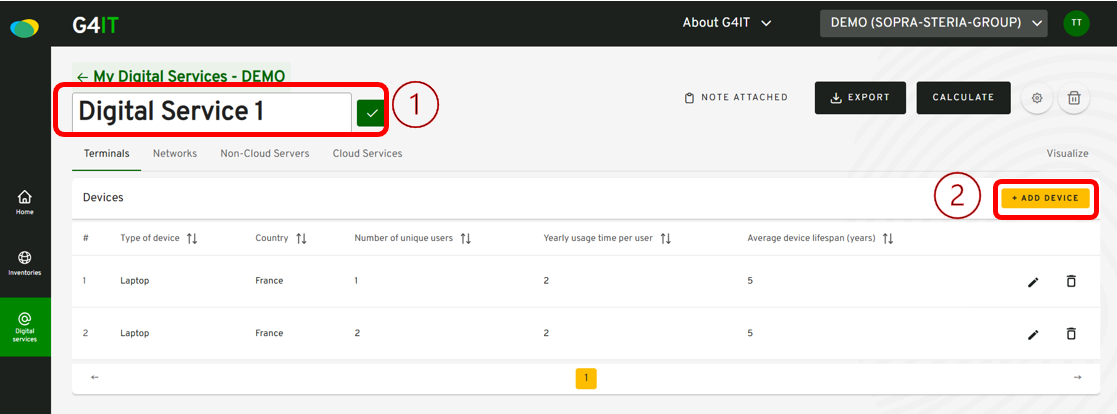 G4IT About G4IT DEMO (SOPRA-STERIA-GROUP) TT
← My Digital Services - DEMO
Digital Service 1 1
NOTE ATTACHED EXPORT CALCULATE
Terminals Networks Non-Cloud Servers Cloud Services Visualize
Devices 2 + ADD DEVICE
# Type of device Country Number of unique users Yearly usage time per user Average device lifespan (years)
1 Laptop France 1 2 5
2 Laptop France 2 2 5
← 1 →
Home
Inventories
Digital
services